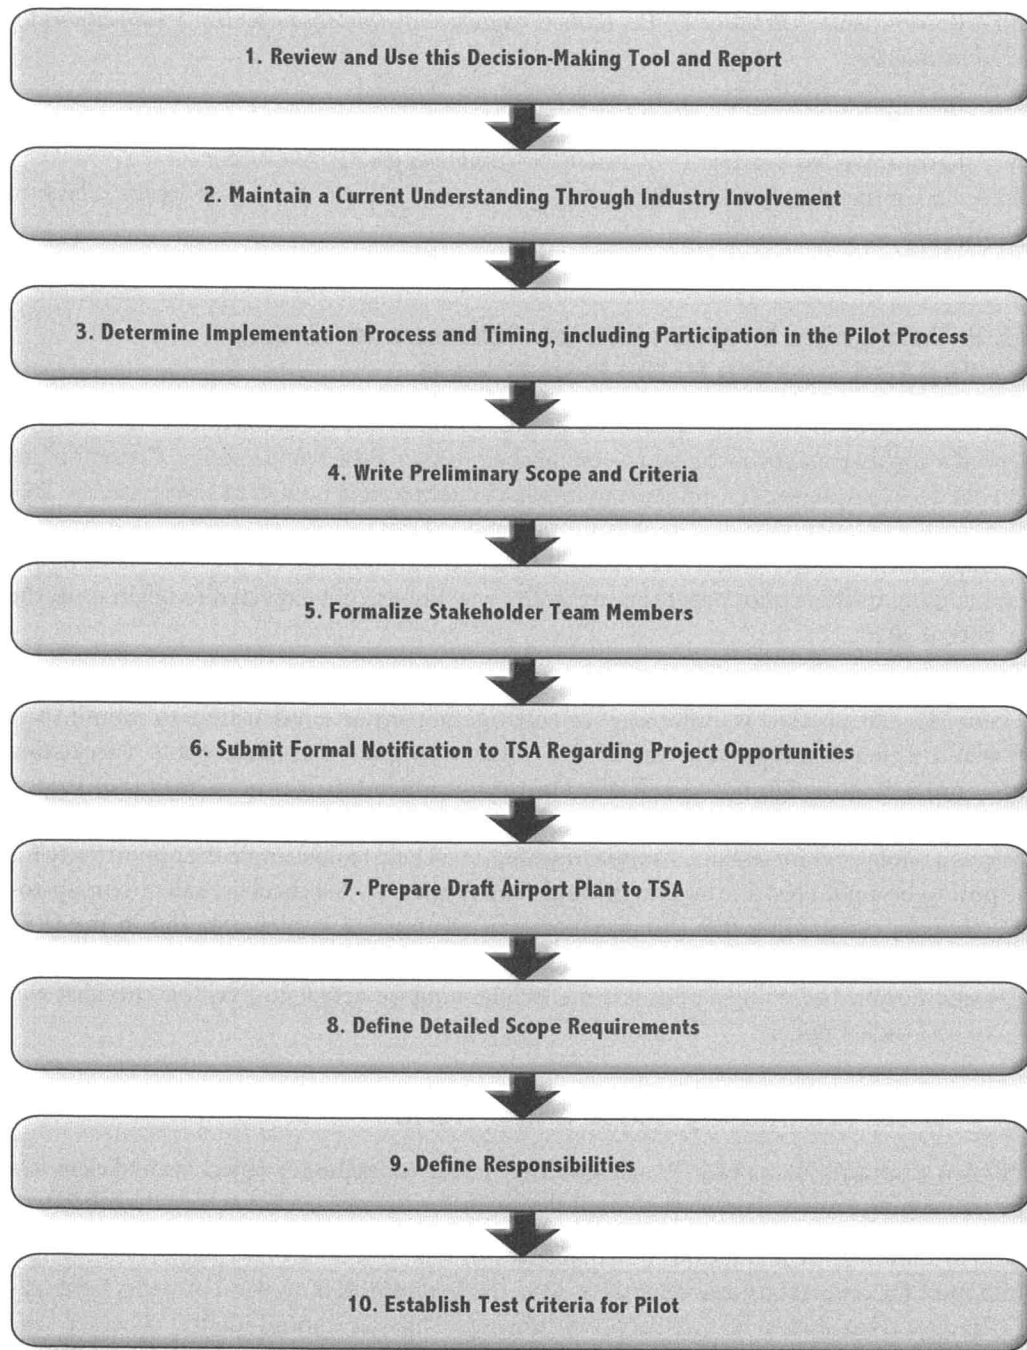 1. Review and Use this Decision-Making Tool and Report
2. Maintain a Current Understanding Through Industry Involvement
3. Determine Implementation Process and Timing, including Participation in the Pilot Process
4. Write Preliminary Scope and Criteria
5. Formalize Stakeholder Team Members
6. Submit Formal Notification to TSA Regarding Project Opportunities
7. Prepare Draft Airport Plan to TSA
8. Define Detailed Scope Requirements
9. Define Responsibilities
10. Establish Test Criteria for Pilot